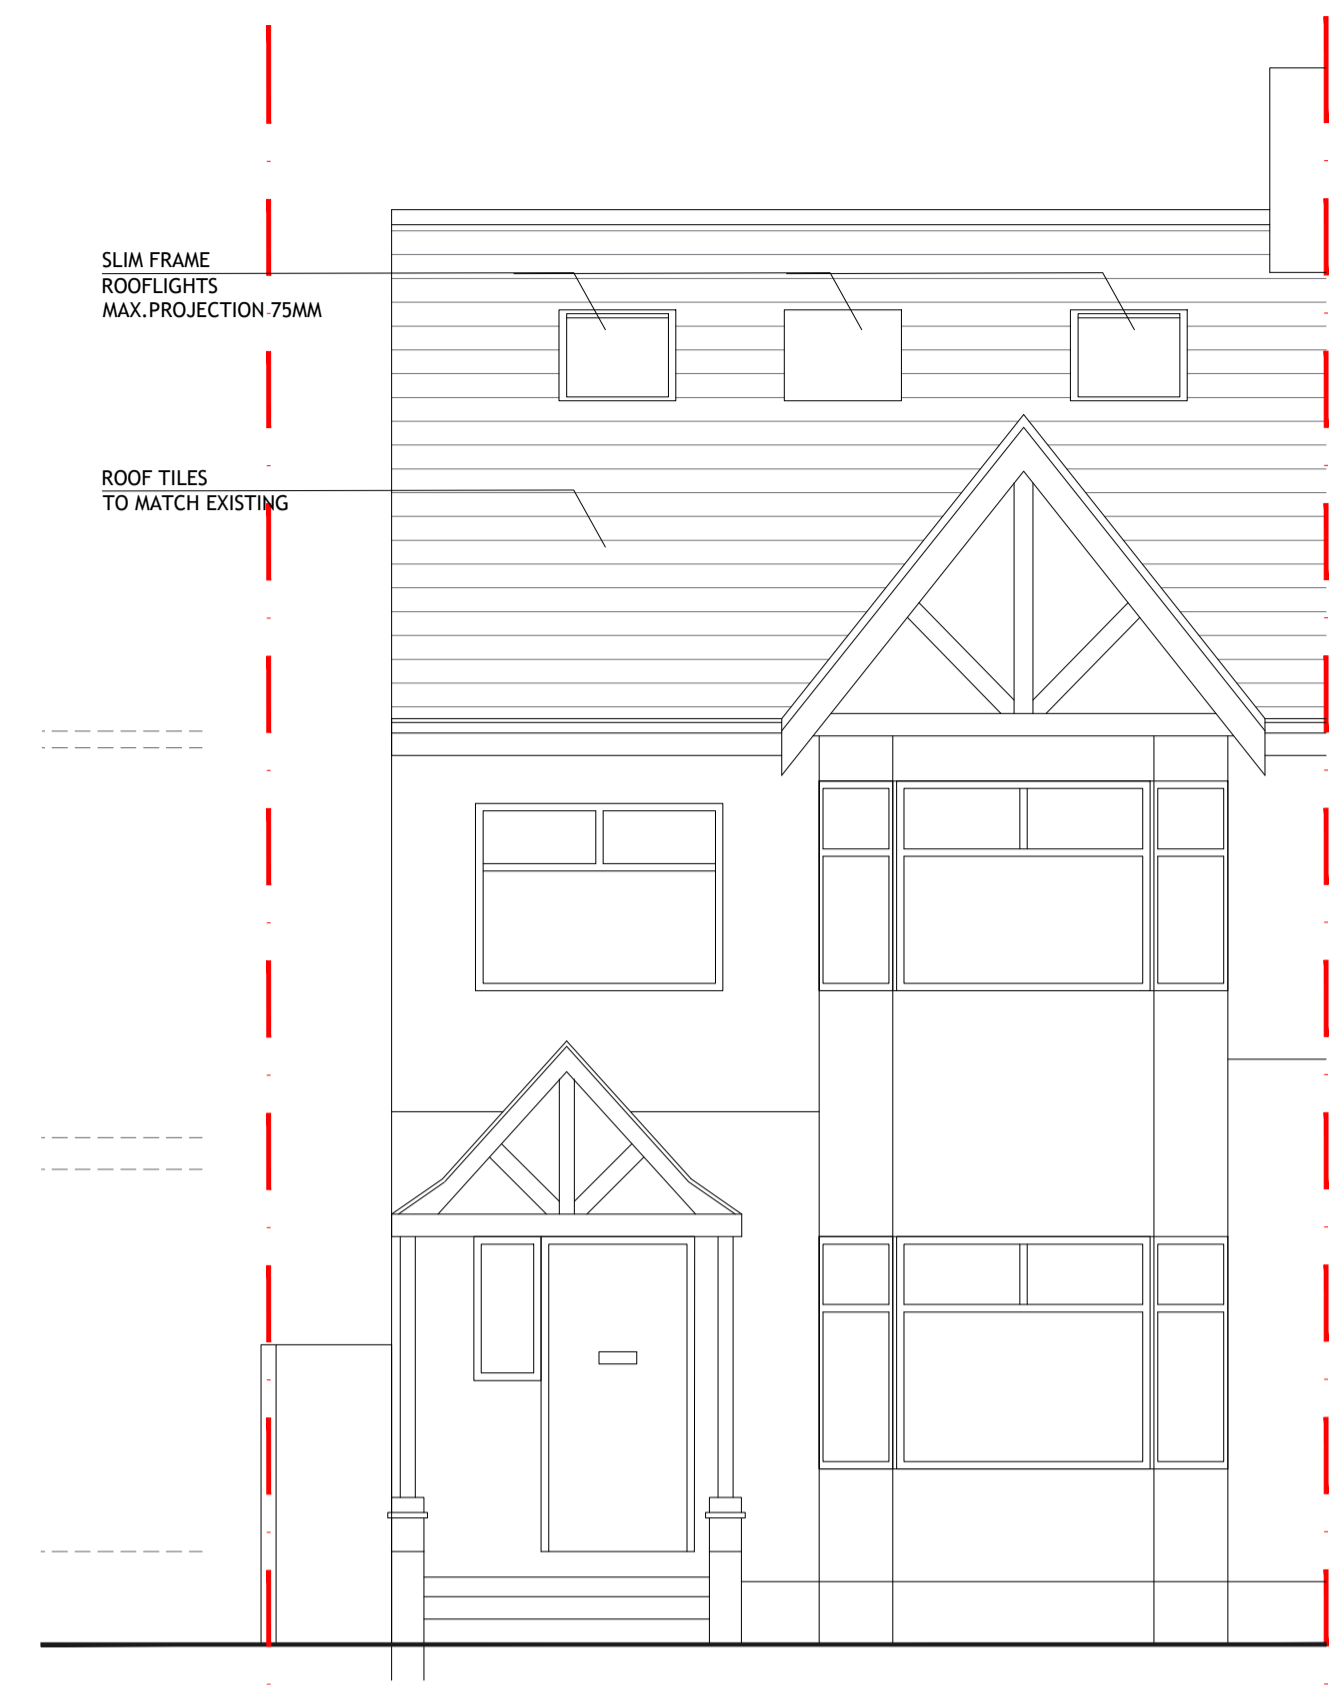 SLIM FRAME
ROOFLIGHTS
MAX.PROJECTION 75MM
ROOF TILES
TO MATCH EXISTING